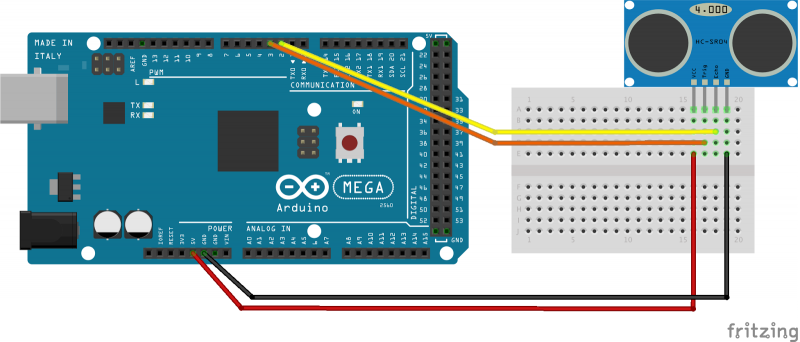 4.000
HC-SR04
VCC
Trig
Echo
GND
MADE IN
ITALY
AREF
GND
13
12
11
10
9
8
7
6
5
4
3
2
TX0
RX0
TX3 14
RX3 15
TX2 16
RX2 17
TX1 18
RX1 19
SDA 20
SCL 21
PWM
COMMUNICATION
L
TX
RX
ON
5V
22
24
26
28
30
32
34
36
38
40
42
44
46
48
50
52
31
33
35
37
39
41
43
45
47
49
51
53
GND
DIGITAL
MEGA
2560
Arduino
TM
POWER
ANALOG IN
IOREF
RESET
3V3
5V
GND
GND
VIN
A0
A1
A2
A3
A4
A5
A6
A7
A8
A9
A10
A11
A12
A13
A14
A15
1 5 10 15 20
A
B
C
D
E
F
G
H
I
J
1 5 10 15 20
fritzing